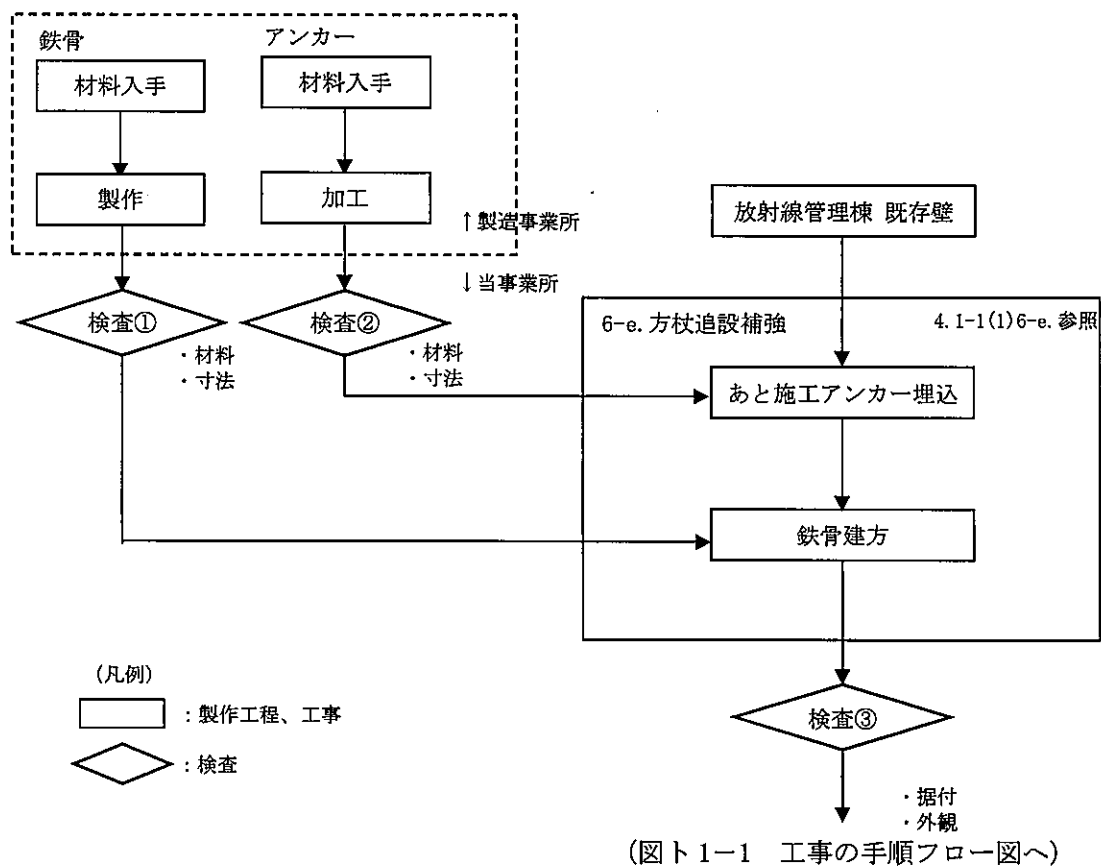 鉄骨
アンカー
材料入手
材料入手
製作
加工
↑製造事業所
↓当事業所
放射線管理棟 既存壁
検査①
・材料
・寸法
検査②
・材料
・寸法
6-e.方杖追設補強
4.1-1(1)6-e.参照
あと施工アンカー埋込
鉄骨建方
検査③
・据付
・外観
(凡例)
：製作工程、工事
：検査
(図ト1－1 工事の手順フロー図へ)